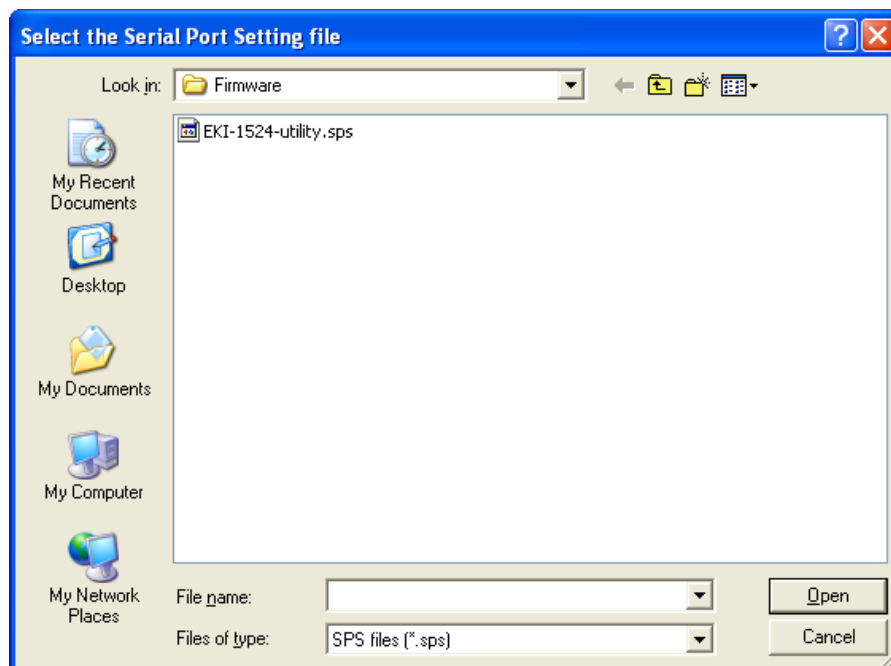 Select the Serial Port Setting file
Look in:
Firmware
EKI-1524-utility.sps
My Recent
Documents
Desktop
My Documents
My Computer
My Network
Places
File name:
Open
Files of type:
SPS files (*.sps)
Cancel